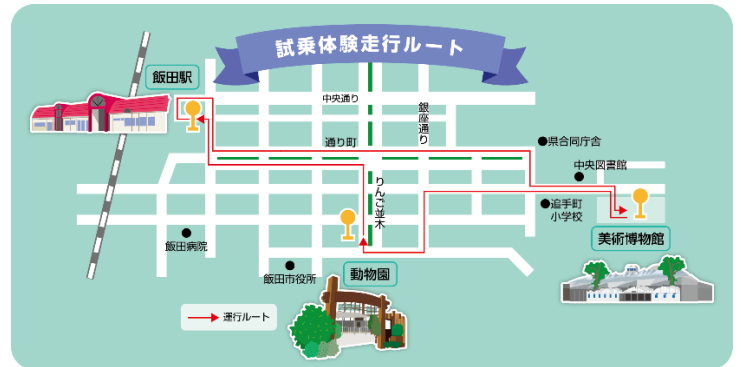 試乗体験走行ルート
飯田駅
中央通り
銀座通り
通り町
県合同庁舎
中央図書館
りんご並木
追手町
小学校
美術博物館
飯田病院
動物園
飯田市役所
運行ルート